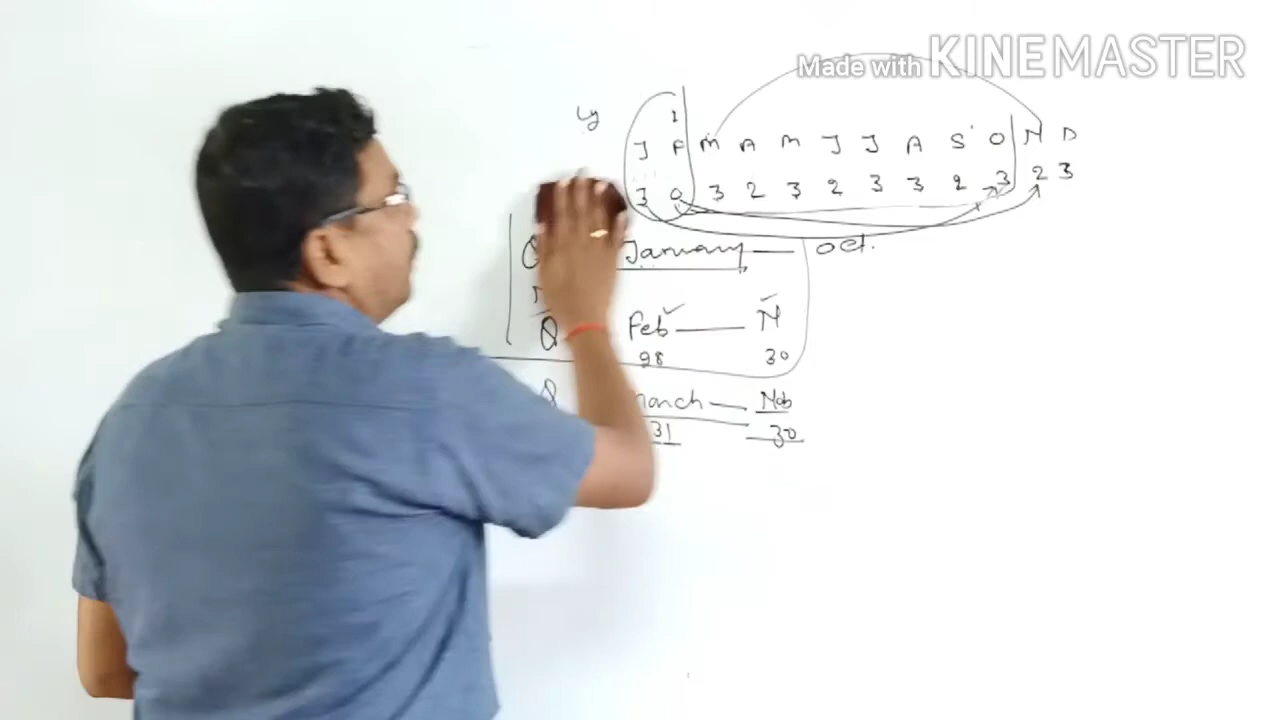 Made with KINEMASTER
Ly 1
J F M A M J J A S O N D
3 0 3 2 3 2 3 3 2 3 2 3
Q January — Oct.
Q Feb — N
28 30
Q March — Nob
31 30